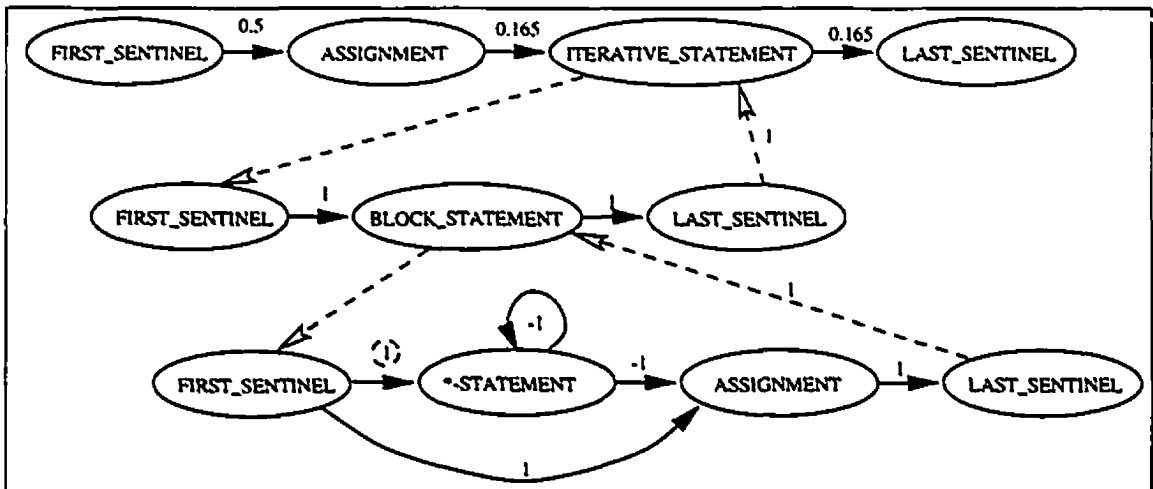 0.5 0.165 0.165
FIRST_SENTINEL ASSIGNMENT ITERATIVE_STATEMENT LAST_SENTINEL
1
1 1
FIRST_SENTINEL BLOCK_STATEMENT LAST_SENTINEL
1
-1
1 -1 1
FIRST_SENTINEL *-STATEMENT ASSIGNMENT LAST_SENTINEL
1